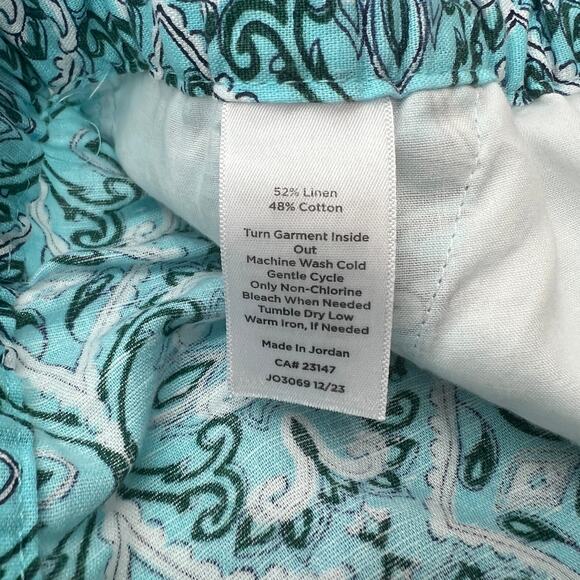 52% Linen
48% Cotton
Turn Garment Inside
Out
Machine Wash Cold
Gentle Cycle
Only Non-Chlorine
Bleach When Needed
Tumble Dry Low
Warm Iron, If Needed
Made In Jordan
CA# 23147
JO3069 12/23